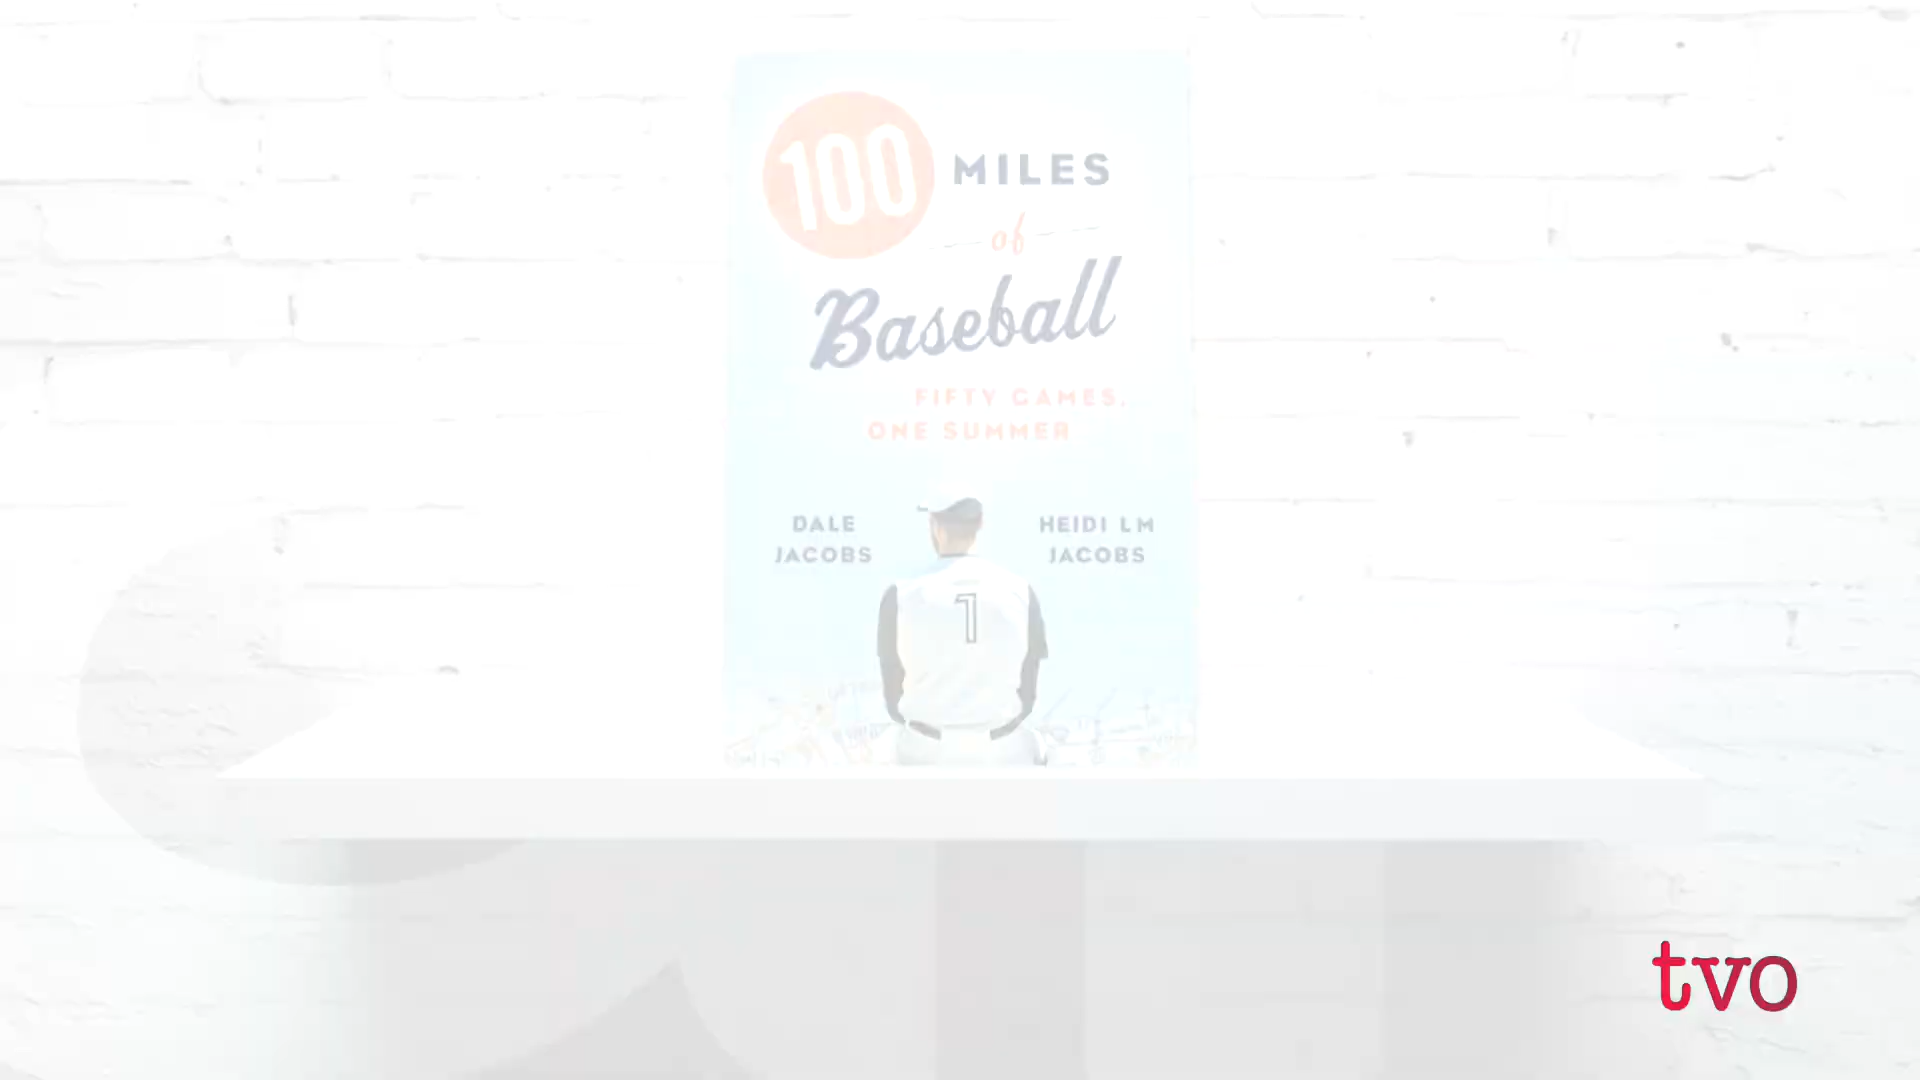 100 MILES
of
Baseball
FIFTY GAMES,
ONE SUMMER
DALE
JACOBS
HEIDI LM
JACOBS
1
tvo